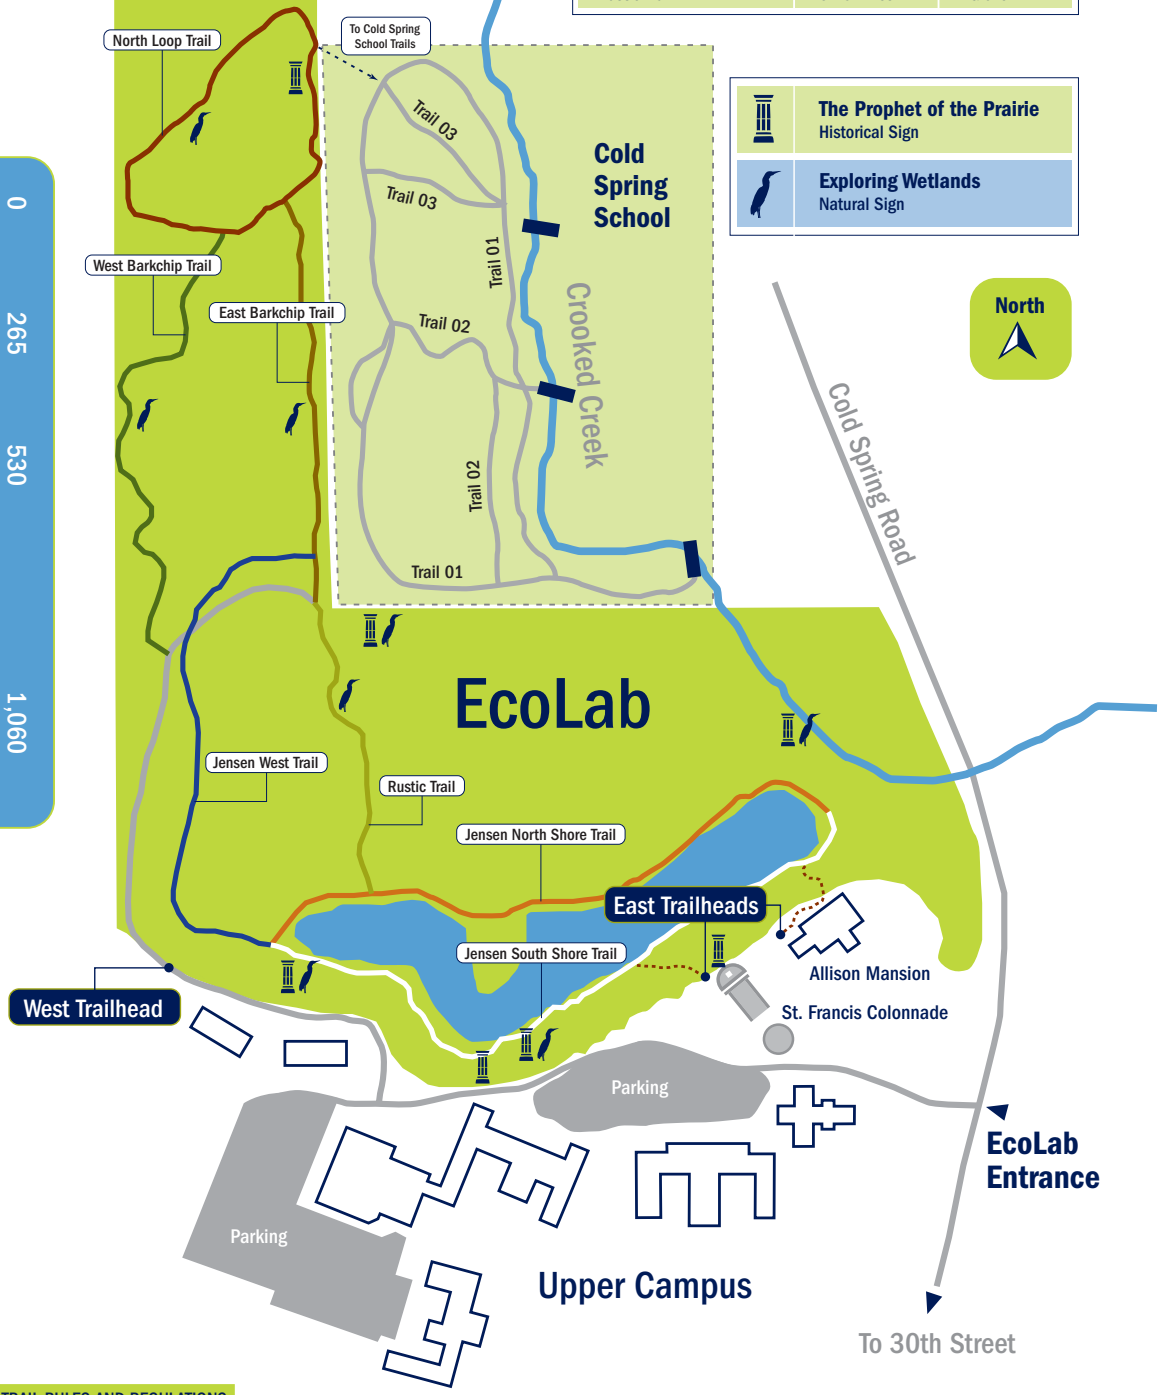 North Loop Trail
To Cold Spring
School Trails
The Prophet of the Prairie
Historical Sign
Exploring Wetlands
Natural Sign
Trail 03
Cold
Spring
School
Trail 03
0
Trail 01
West Barkchip Trail
East Barkchip Trail
265
Trail 02
Crooked Creek
North
Cold Spring Road
530
Trail 02
Trail 01
EcoLab
1,060
Jensen West Trail
Rustic Trail
Jensen North Shore Trail
East Trailheads
Jensen South Shore Trail
Allison Mansion
West Trailhead
St. Francis Colonnade
Parking
EcoLab
Entrance
Parking
Upper Campus
To 30th Street
TRAIL RULES AND REGULATIONS